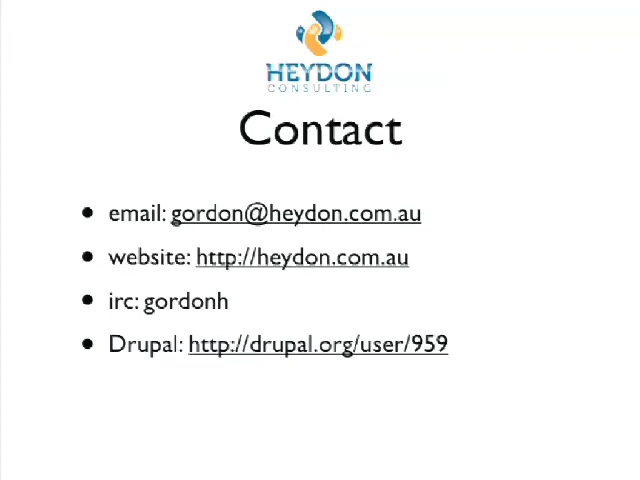 HEYDON
CONSULTING
Contact
• email: gordon@heydon.com.au
• website: http://heydon.com.au
• irc: gordonh
• Drupal: http://drupal.org/user/959